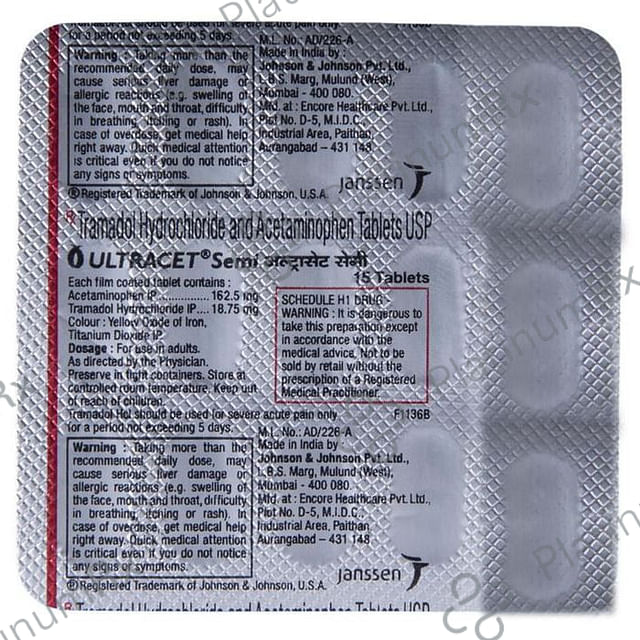 for a period not exceeding 5 days.
M.L. No.: AD/226-A
Warning : Taking more than the
recommended daily dose, may
cause serious liver damage or
allergic reactions (e.g. swelling of
the face, mouth and throat, difficulty
in breathing, itching or rash). In
case of overdose, get medical help
right away. Quick medical attention
is critical even if you do not notice
any signs or symptoms.
Made in India by :
Johnson & Johnson Pvt. Ltd.,
L.B.S. Marg, Mulund (West),
Mumbai - 400 080.
Mfd. at : Encore Healthcare Pvt. Ltd.,
Plot No. D-5, M.I.D.C.,
Industrial Area, Paithan,
Aurangabad – 431 148
janssen
® Registered Trademark of Johnson & Johnson, U.S.A.
Rx Tramadol Hydrochloride and Acetaminophen Tablets USP
ULTRACET® Semi अल्ट्रासेट सेमी
15 Tablets
Each film coated tablet contains :
Acetaminophen IP............... 162.5 mg
Tramadol Hydrochloride IP.... 18.75 mg
Colour : Yellow Oxide of Iron,
Titanium Dioxide IP
Dosage : For use in adults.
As directed by the Physician.
Preserve in tight containers. Store at
controlled room temperature. Keep out
of reach of children.
SCHEDULE H1 DRUG
WARNING : It is dangerous to
take this preparation except
in accordance with the
medical advice, Not to be
sold by retail without the
prescription of a Registered
Medical Practitioner.
Tramadol Hcl should be used for severe acute pain only
F1136B
for a period not exceeding 5 days.
M.L. No.: AD/226-A
Warning : Taking more than the
recommended daily dose, may
cause serious liver damage or
allergic reactions (e.g. swelling of
the face, mouth and throat, difficulty
in breathing, itching or rash). In
case of overdose, get medical help
right away. Quick medical attention
is critical even if you do not notice
any signs or symptoms.
Made in India by :
Johnson & Johnson Pvt. Ltd.,
L.B.S. Marg, Mulund (West),
Mumbai - 400 080.
Mfd. at : Encore Healthcare Pvt. Ltd.,
Plot No. D-5, M.I.D.C.,
Industrial Area, Paithan,
Aurangabad – 431 148
janssen
® Registered Trademark of Johnson & Johnson, U.S.A.
Rx Tramadol Hydrochloride and Acetaminophen Tablets USP